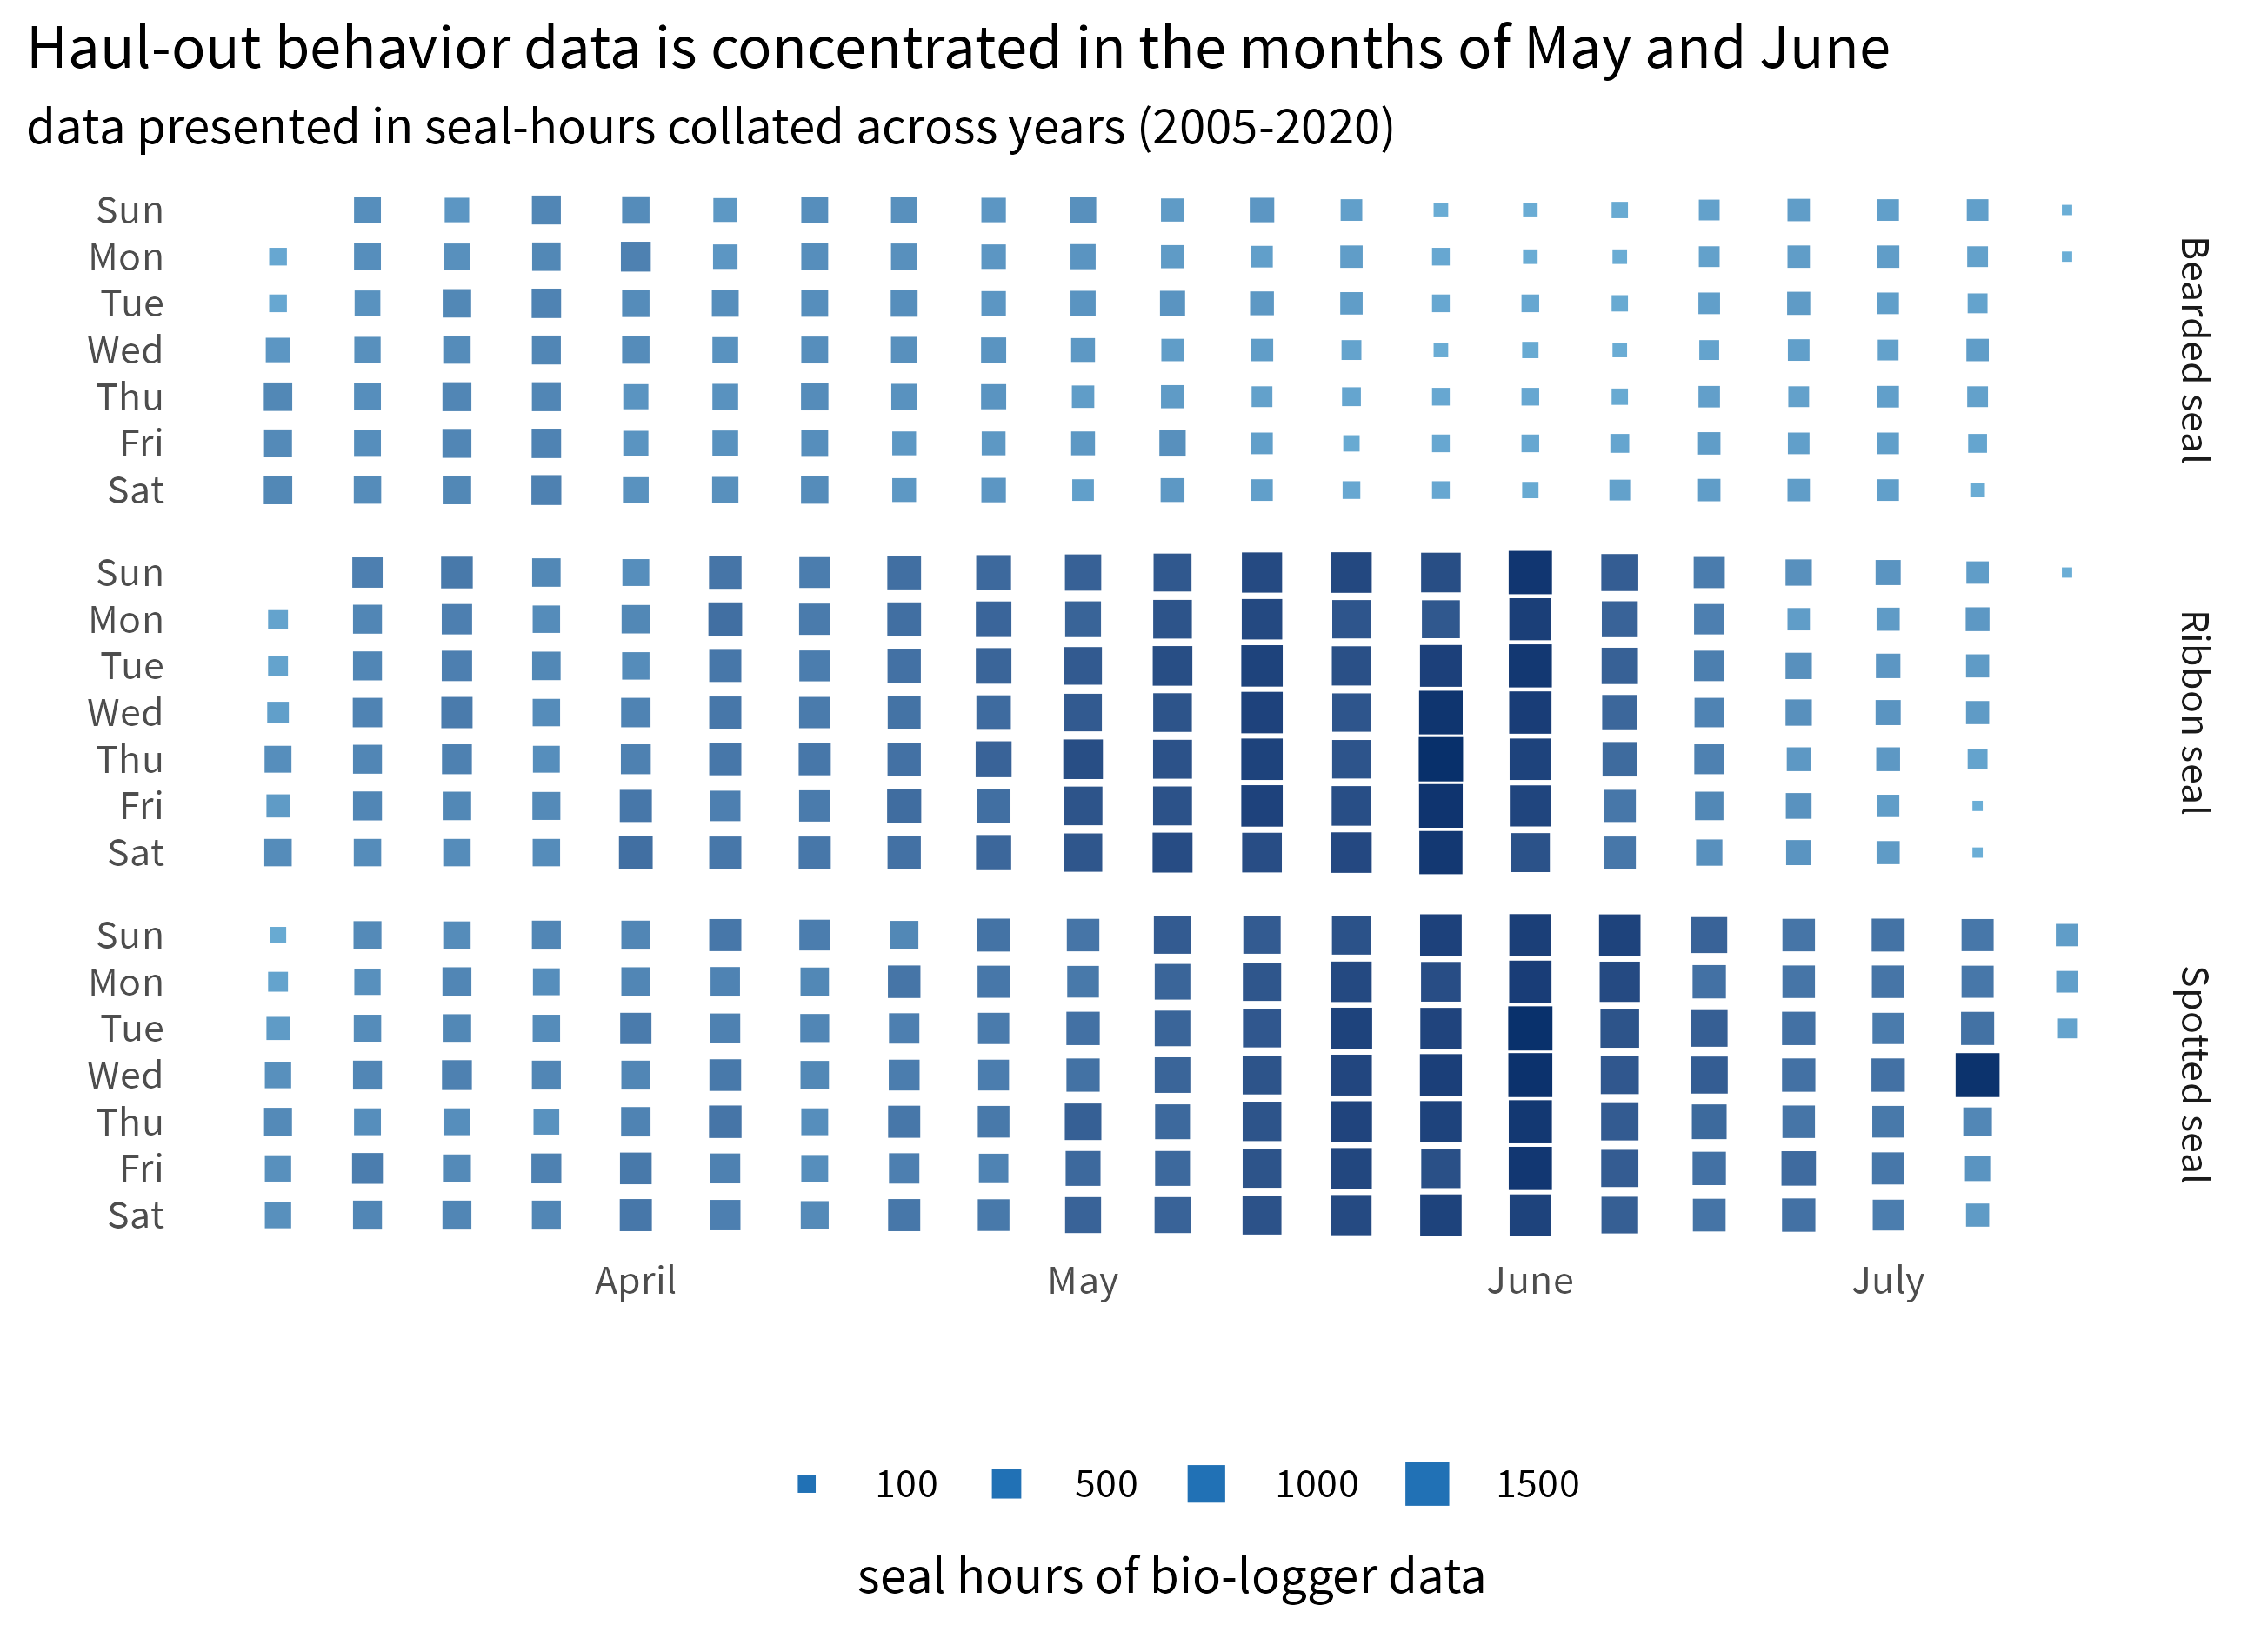 Haul-out behavior data is concentrated in the months of May and June
data presented in seal-hours collated across years (2005-2020)
Sun
Mon
Tue
Wed
Thu
Fri
Sat
Bearded seal
Sun
Mon
Tue
Wed
Thu
Fri
Sat
Ribbon seal
Sun
Mon
Tue
Wed
Thu
Fri
Sat
Spotted seal
April May June July
100 500 1000 1500
seal hours of bio-logger data